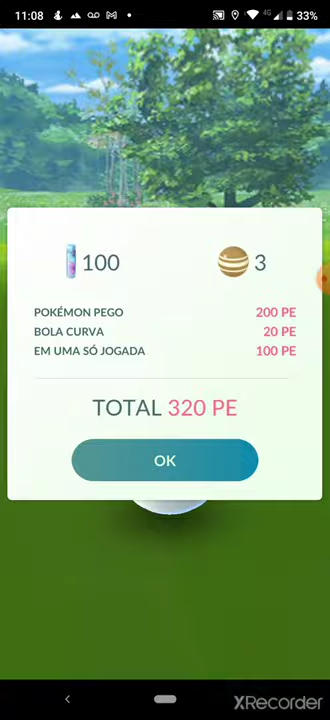 11:08
4G
33%
100
3
POKÉMON PEGO 200 PE
BOLA CURVA 20 PE
EM UMA SÓ JOGADA 100 PE
TOTAL 320 PE
OK
XRecorder